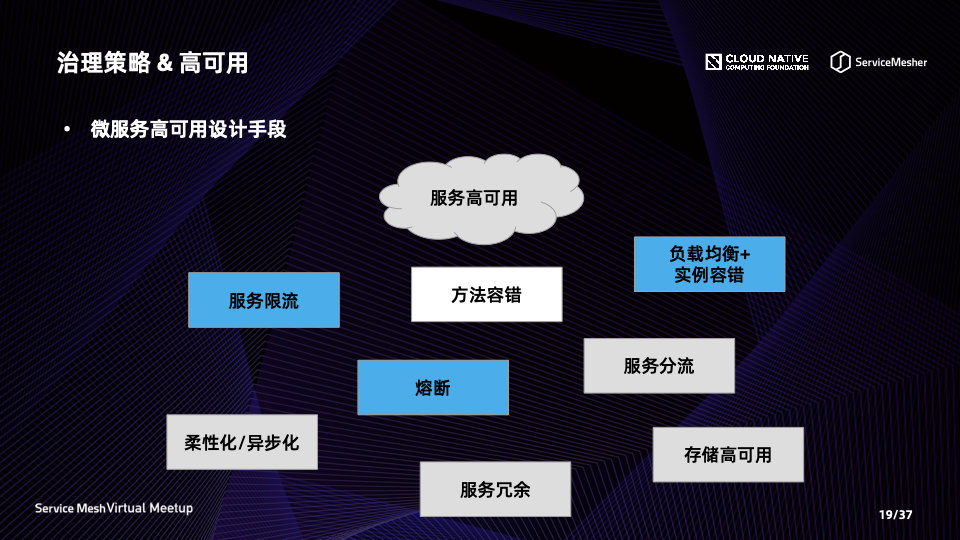 治理策略 & 高可用
CLOUD NATIVE
COMPUTING FOUNDATION
ServiceMesher
• 微服务高可用设计手段
服务高可用
负载均衡+
实例容错
服务限流
方法容错
服务分流
熔断
柔性化/异步化
存储高可用
服务冗余
Service Mesh Virtual Meetup
19/37